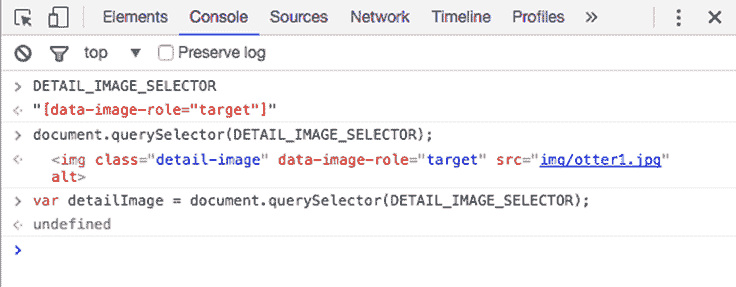 Elements Console Sources Network Timeline Profiles »
top ▼ Preserve log
> DETAIL_IMAGE_SELECTOR
<· "[data-image-role="target"]"
> document.querySelector(DETAIL_IMAGE_SELECTOR);
<· <img class="detail-image" data-image-role="target" src="img/otter1.jpg"
alt>
> var detailImage = document.querySelector(DETAIL_IMAGE_SELECTOR);
<· undefined
>